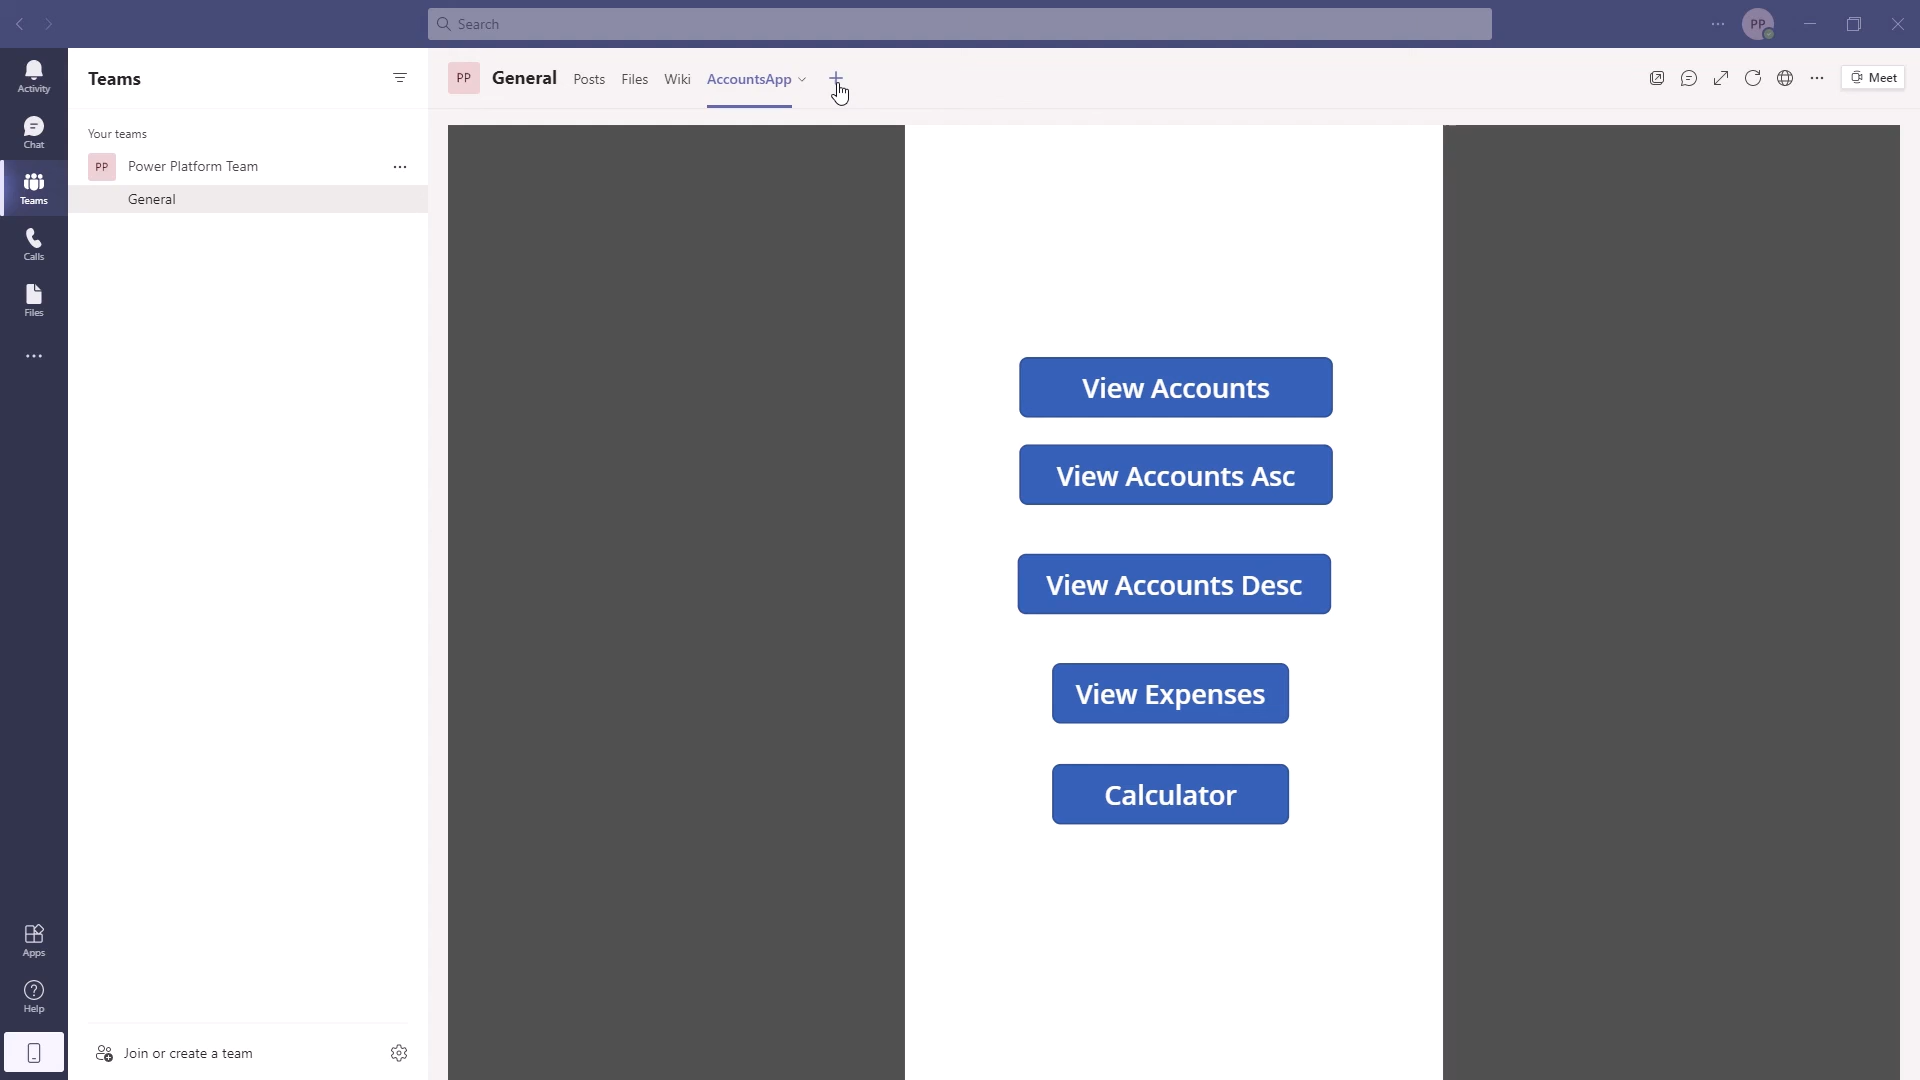 Search
PP
Activity
Chat
Teams
Calls
Files
Apps
Help
Teams
Your teams
PP Power Platform Team
General
Join or create a team
PP General Posts Files Wiki AccountsApp
Meet
View Accounts
View Accounts Asc
View Accounts Desc
View Expenses
Calculator